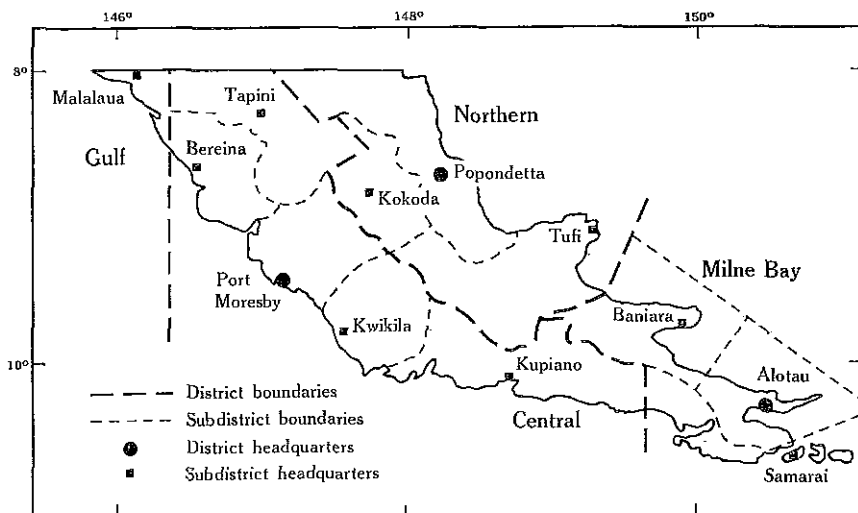 146° 148° 150°
8°
Malalaua
Tapini
Northern
Gulf
Bereina
Popondetta
Kokoda
Tufi
Milne Bay
Port
Moresby
Baniara
Kwikila
10°
Kupiano
Alotau
District boundaries
Subdistrict boundaries
Central
District headquarters
Subdistrict headquarters
Samarai